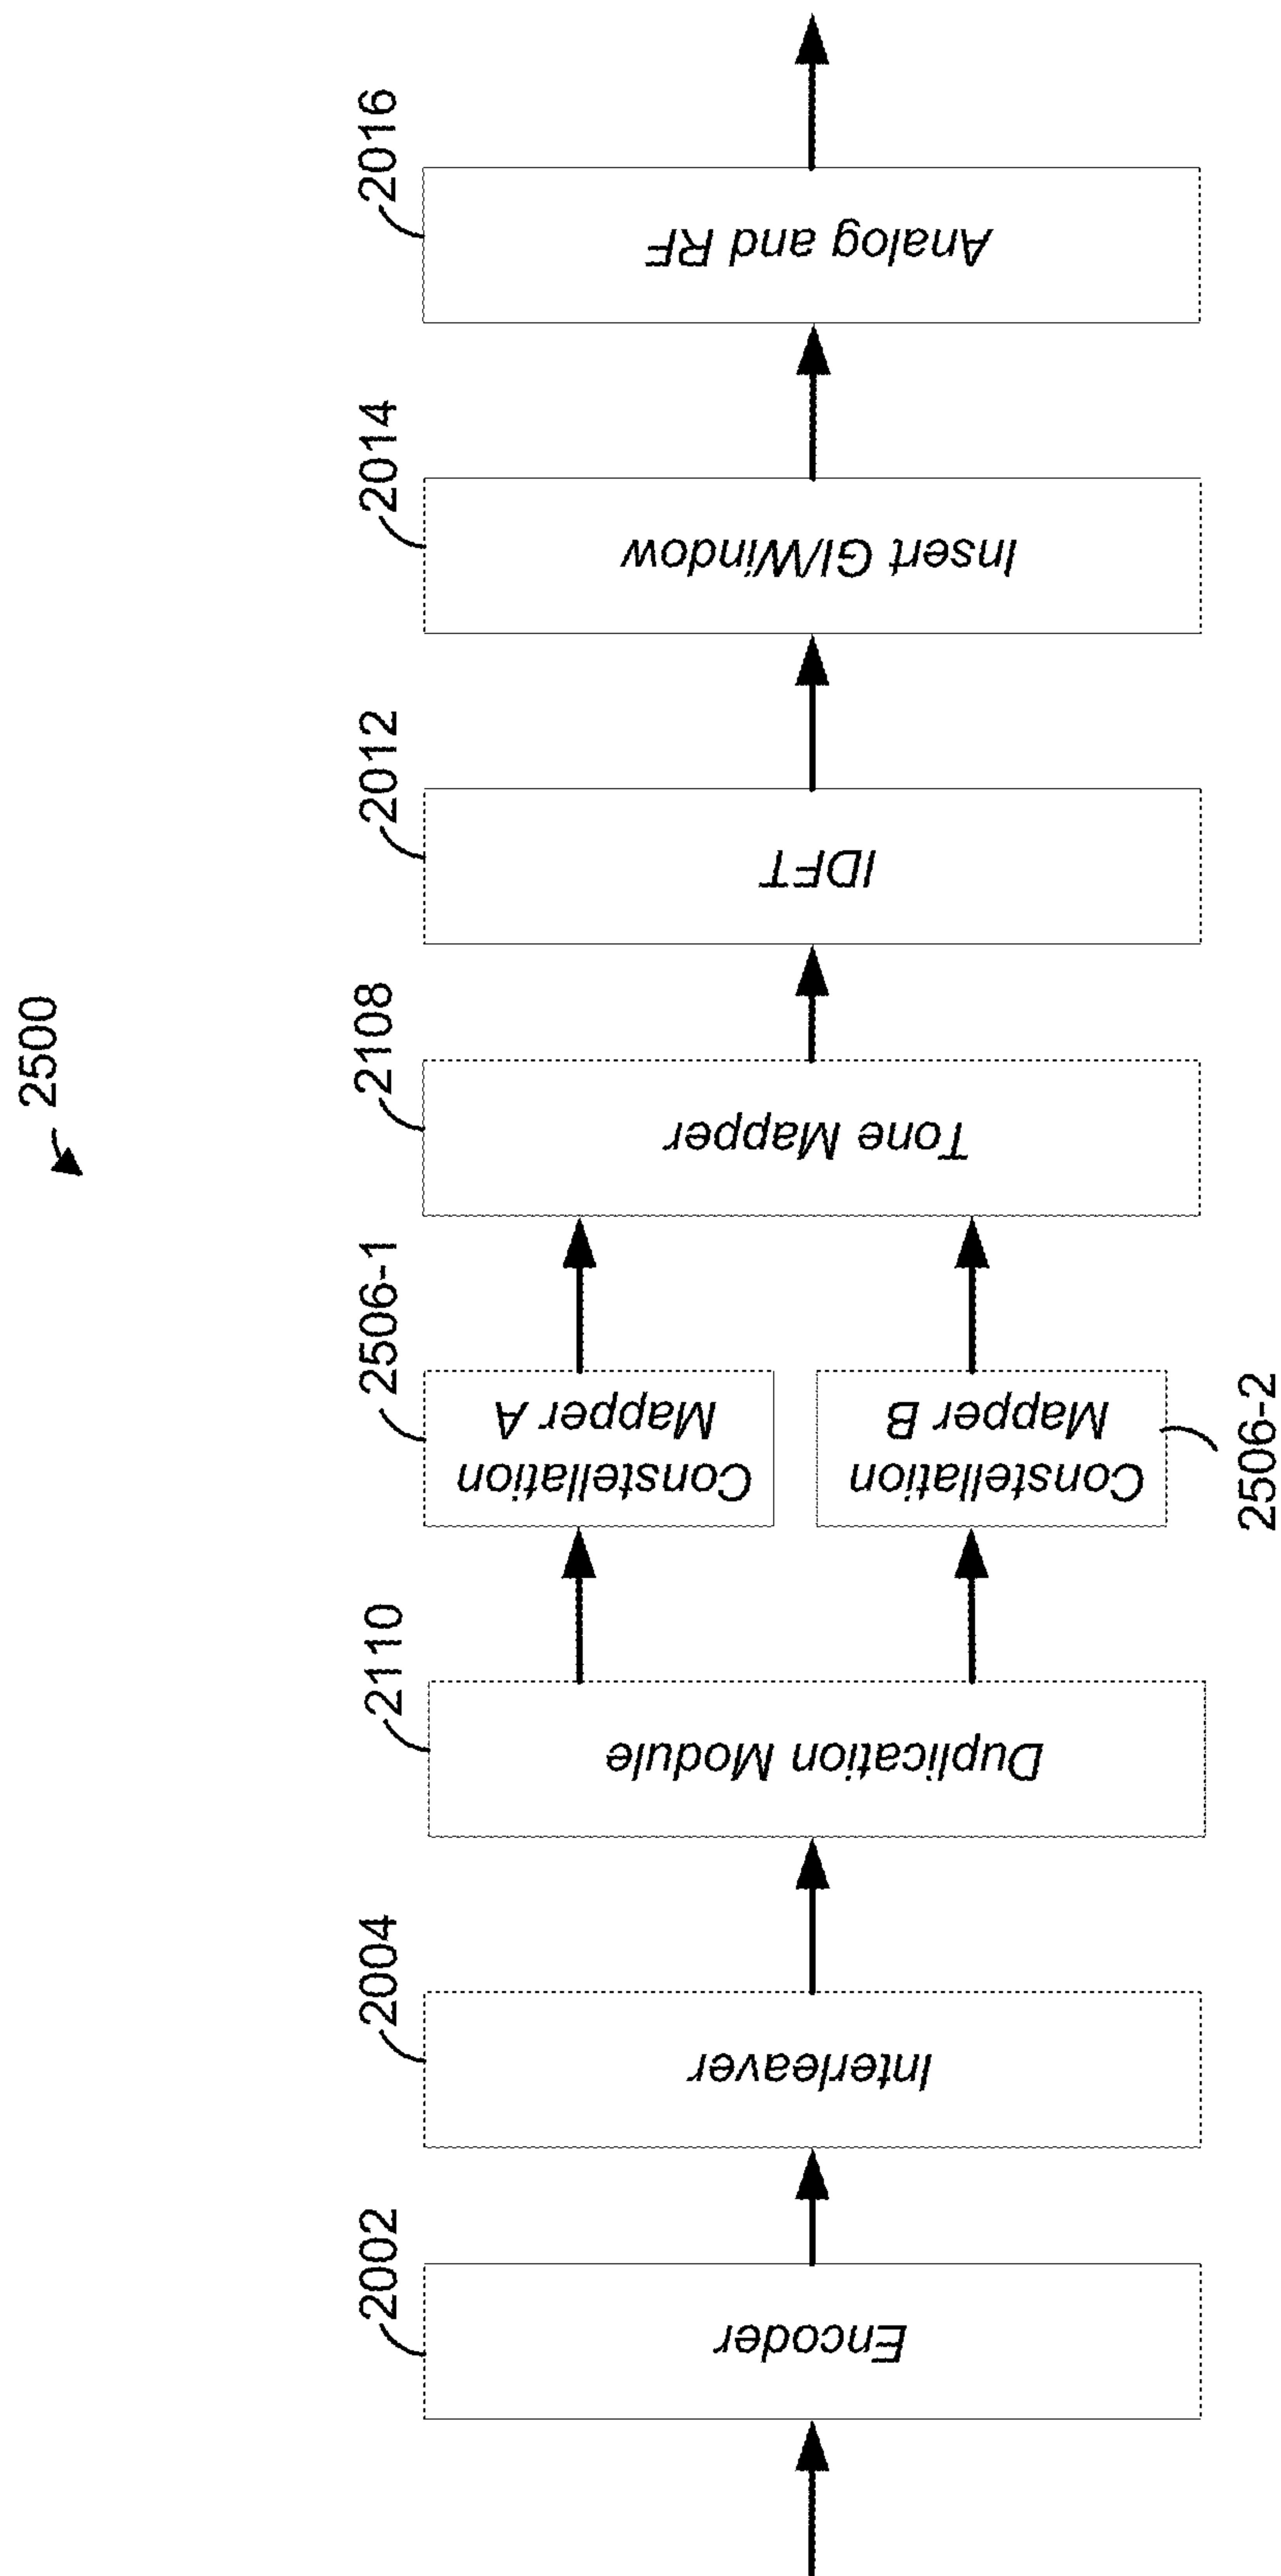 2500
2002
Encoder
2004
Interleaver
2110
Duplication Module
2506-1
Constellation
Mapper A
Constellation
Mapper B
2506-2
2108
Tone Mapper
2012
IDFT
2014
Insert GI/Window
2016
Analog and RF